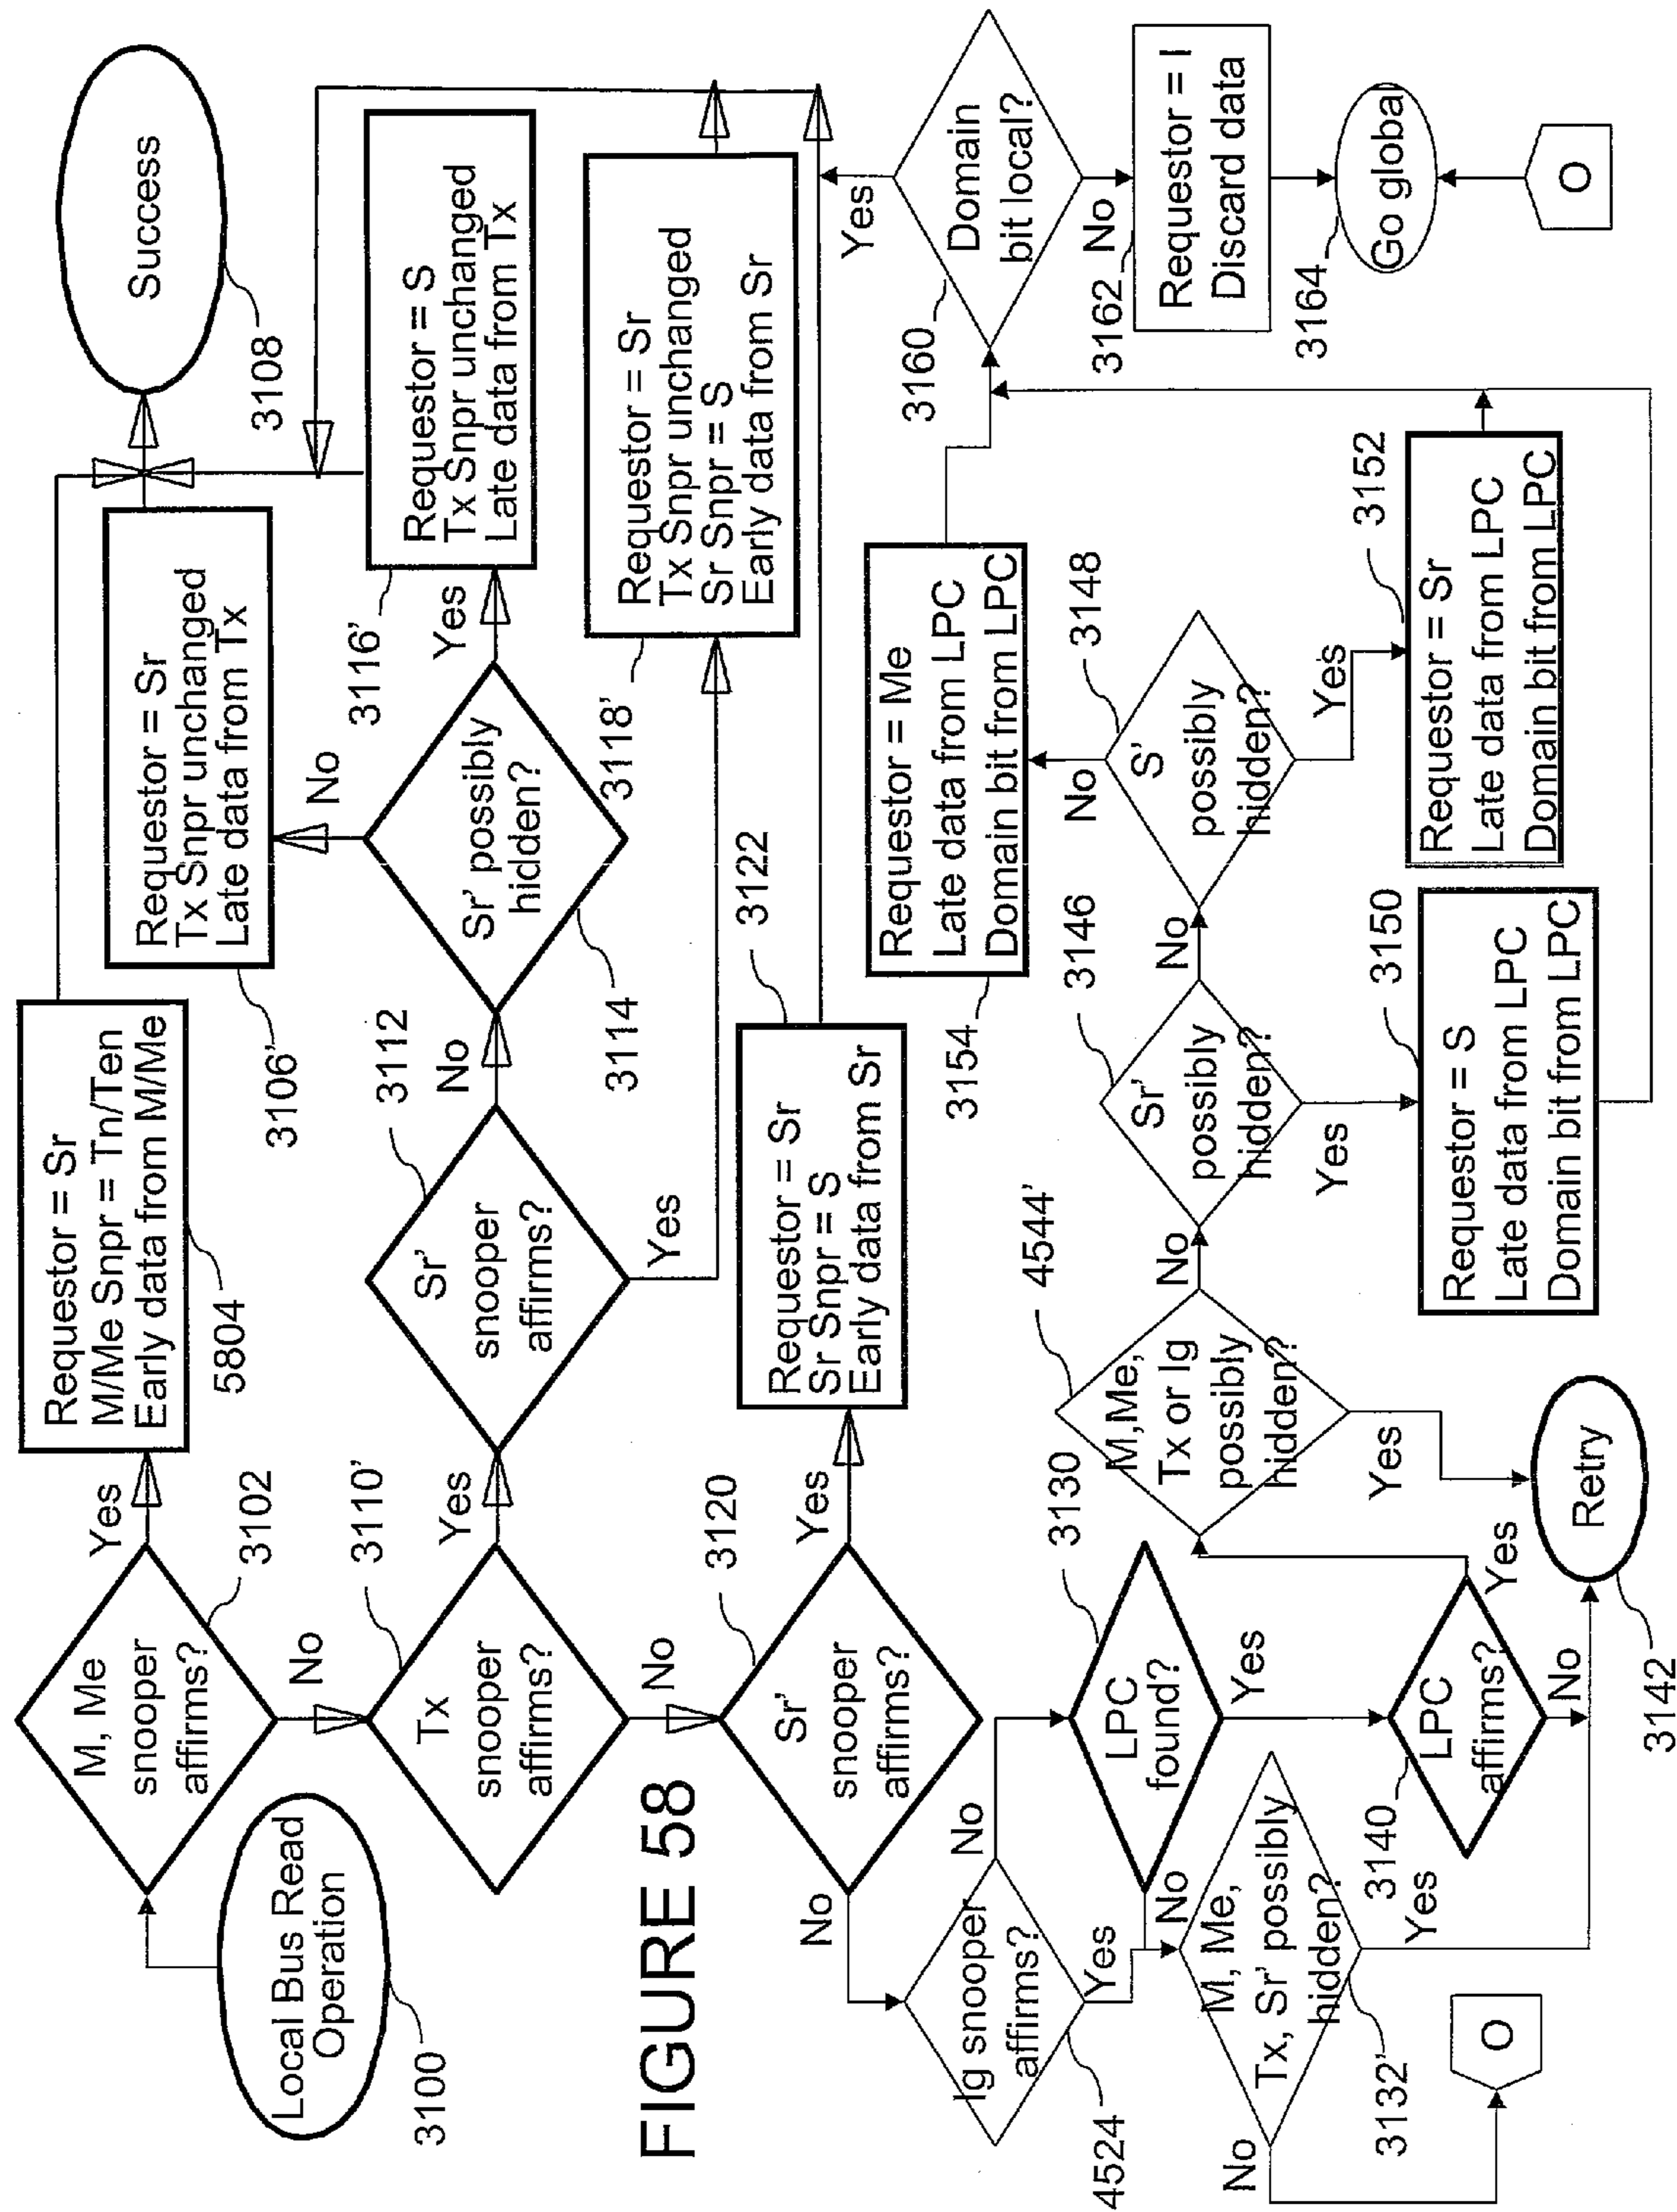 Local Bus Read
Operation
3100
M, Me
snooper
affirms?
3102
Yes
No
Requestor = Sr
M/Me Snpr = Tn/Ten
Early data from M/Me
5804
Success
3108
Tx
snooper
affirms?
3110'
Yes
No
Sr'
snooper
affirms?
3112
No
Yes
Sr' possibly
hidden?
3114
No
Yes
Requestor = Sr
Tx Snpr unchanged
Late data from Tx
3106'
Requestor = S
Tx Snpr unchanged
Late data from Tx
3116'
Requestor = Sr
Tx Snpr unchanged
Sr Snpr = S
Early data from Sr
3118'
FIGURE 58
Sr'
snooper
affirms?
3120
Yes
No
Requestor = Sr
Sr Snpr = S
Early data from Sr
3122
Ig snooper
affirms?
4524
No
Yes
LPC
found?
3130
No
Yes
M, Me,
Tx, Sr' possibly
hidden?
3132'
No
Yes
O
LPC
affirms?
3140
Yes
No
Retry
3142
M,Me,
Tx or Ig
possibly
hidden?
4544'
No
Yes
Sr'
possibly
hidden?
3146
No
Yes
S'
possibly
hidden?
3148
No
Yes
Requestor = S
Late data from LPC
Domain bit from LPC
3150
Requestor = Sr
Late data from LPC
Domain bit from LPC
3152
Requestor = Me
Late data from LPC
Domain bit from LPC
3154
Domain
bit local?
3160
Yes
No
Requestor = I
Discard data
3162
Go global
3164
O